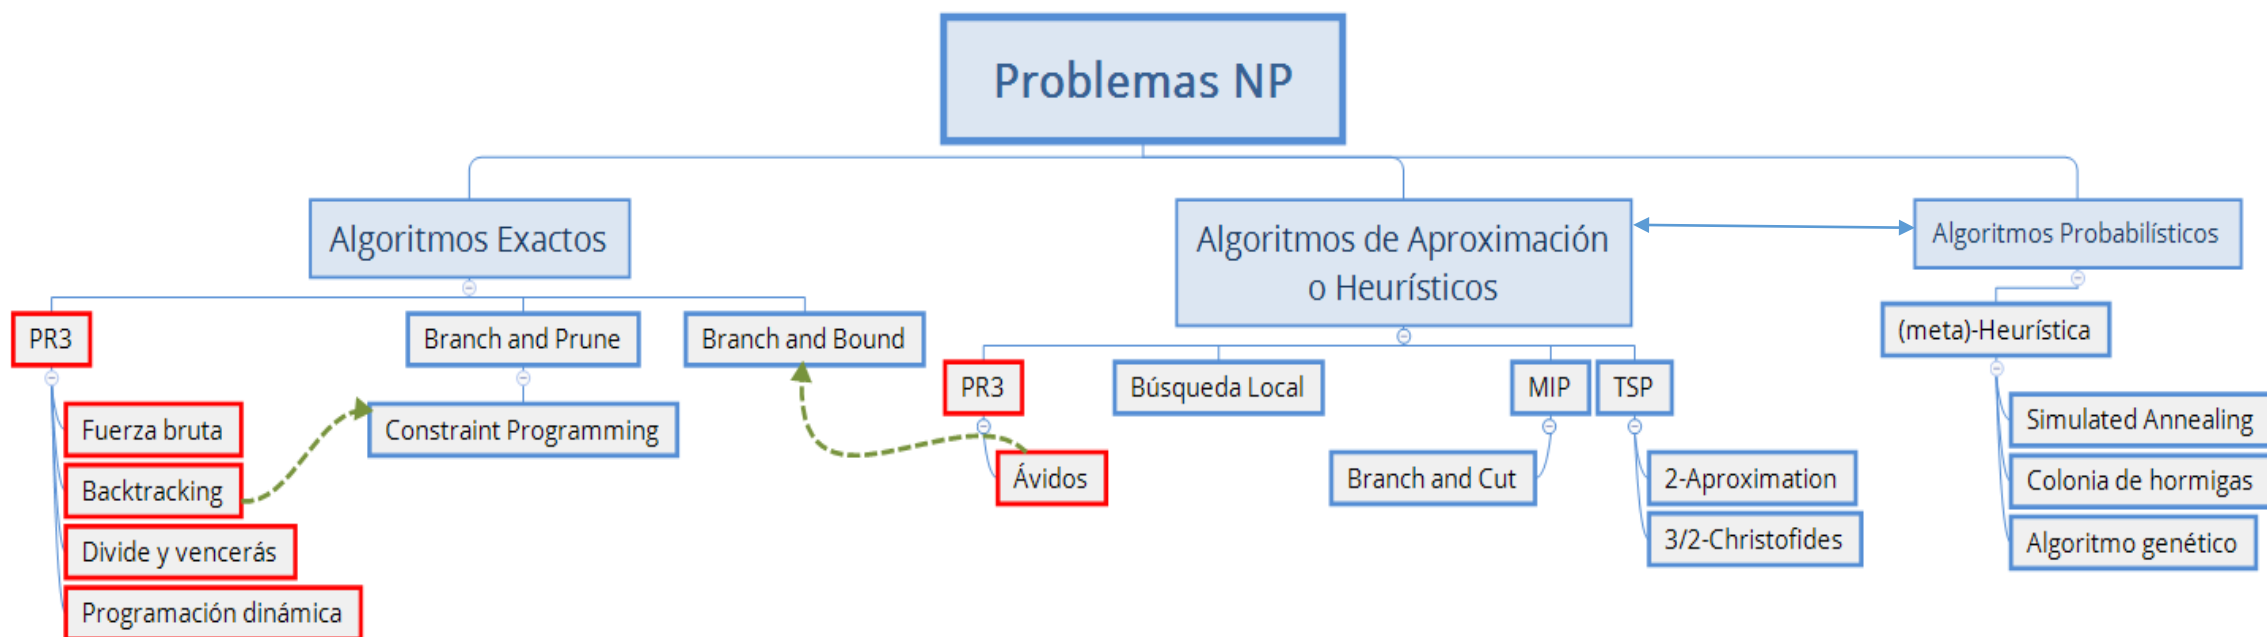 Problemas NP
Algoritmos Exactos
Algoritmos de Aproximación
o Heurísticos
Algoritmos Probabilísticos
PR3
Branch and Prune
Branch and Bound
Fuerza bruta
Backtracking
Divide y vencerás
Programación dinámica
Constraint Programming
PR3
Búsqueda Local
MIP
TSP
Ávidos
Branch and Cut
2-Aproximation
3/2-Christofides
(meta)-Heurística
Simulated Annealing
Colonia de hormigas
Algoritmo genético